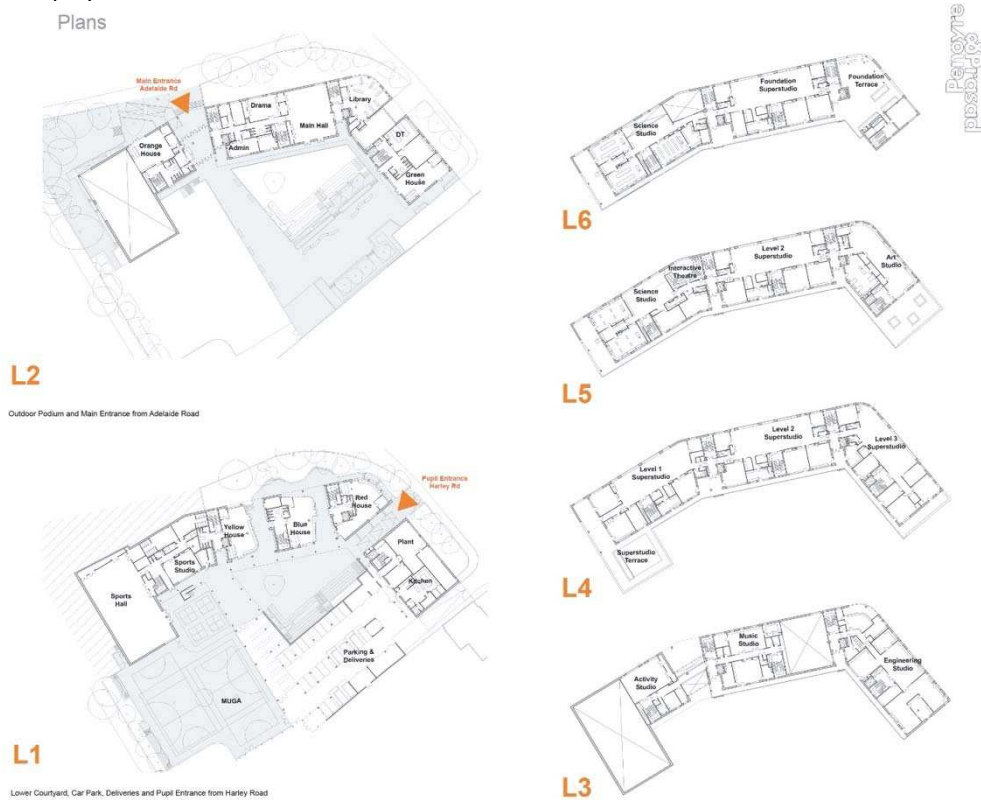 Plans
Penoyre
&Prasad
Main Entrance
Adelaide Rd
Drama
Library
Main Hall
DT
Orange
House
Admin
Green
House
L2
Outdoor Podium and Main Entrance from Adelaide Road
Pupil Entrance
Harley Rd
Red
House
Yellow
House
Blue
House
Plant
Sports
Studio
Kitchen
Sports
Hall
Parking &
Deliveries
MUGA
L1
Lower Courtyard, Car Park, Deliveries and Pupil Entrance from Harley Road
Foundation
Superstudio
Foundation
Terrace
Science
Studio
L6
Level 2
Superstudio
Interactive
Theatre
Art
Studio
Science
Studio
L5
Level 2
Superstudio
Level 3
Superstudio
Level 1
Superstudio
Superstudio
Terrace
L4
Music
Studio
Engineering
Studio
Activity
Studio
L3